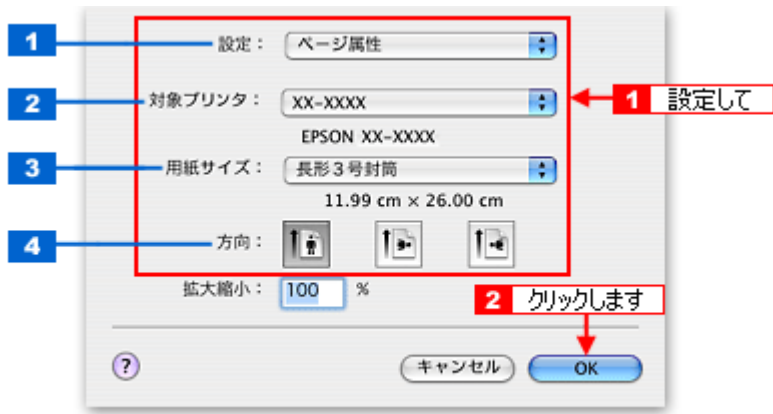 1 設定： ページ属性
2 対象プリンタ： XX-XXXX 1 設定して
EPSON XX-XXXX
3 用紙サイズ： 長形3号封筒
11.99 cm × 26.00 cm
4 方向：
拡大縮小： 100 %
2 クリックします
? キャンセル OK